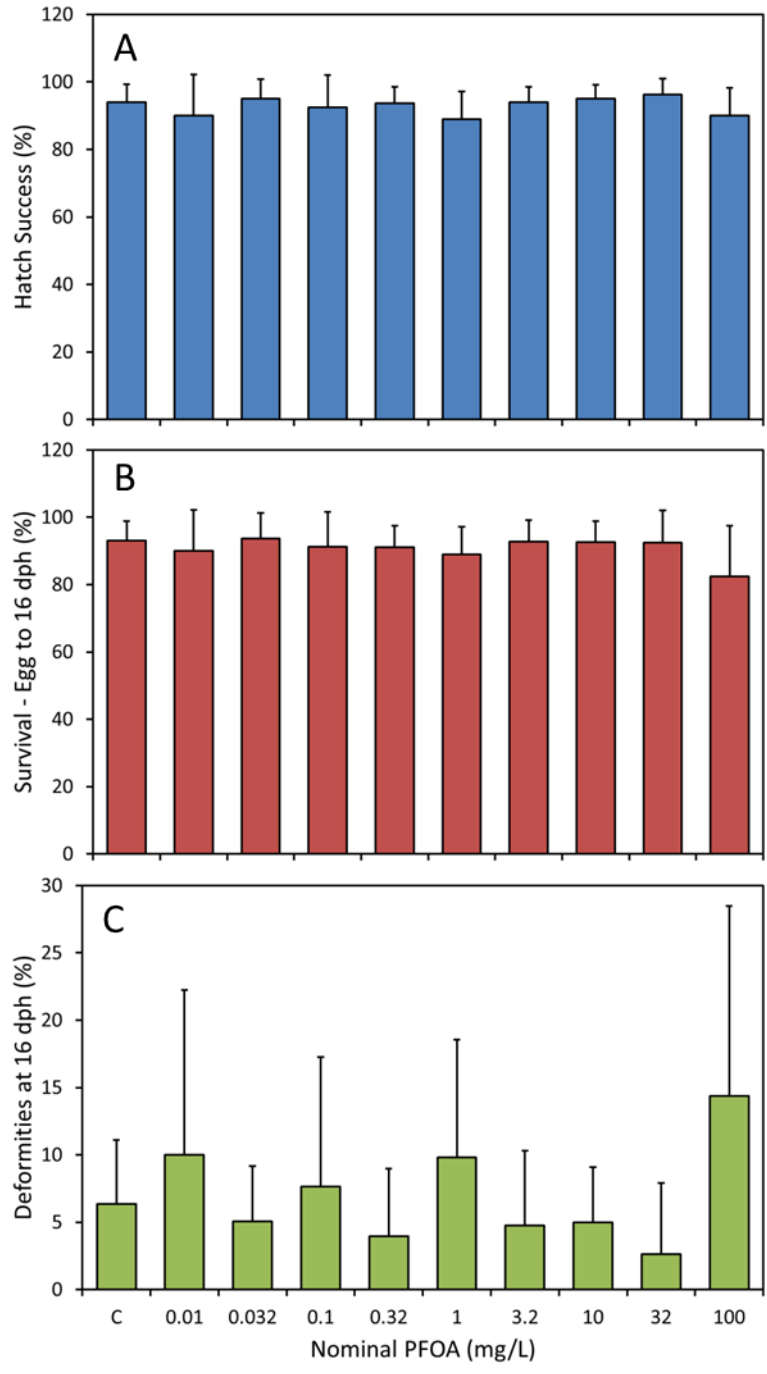 120
100
80
60
40
20
0
Hatch Success (%)
A
120
100
80
60
40
20
0
Survival - Egg to 16 dph (%)
B
30
25
20
15
10
5
0
Deformities at 16 dph (%)
C
C 0.01 0.032 0.1 0.32 1 3.2 10 32 100
Nominal PFOA (mg/L)